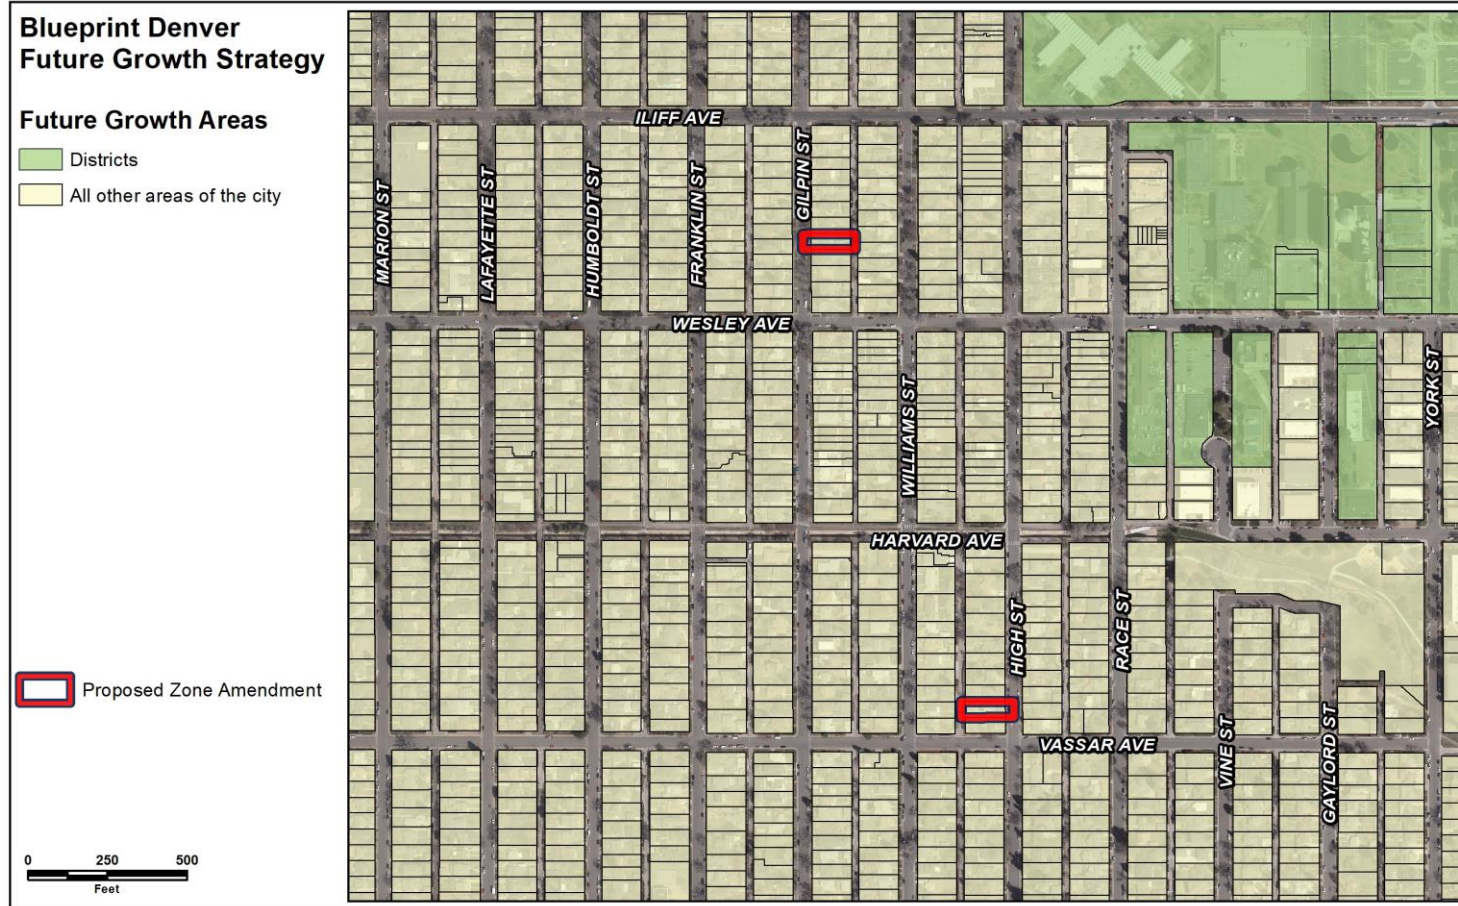 Blueprint Denver
Future Growth Strategy
Future Growth Areas
Districts
All other areas of the city
Proposed Zone Amendment
0 250 500
Feet
ILIFF AVE
MARION ST
LAFAYETTE ST
HUMBOLDT ST
FRANKLIN ST
GILPIN ST
WESLEY AVE
WILLIAMS ST
YORK ST
HARVARD AVE
HIGH ST
RACE ST
VASSAR AVE
VINE ST
GAYLORD ST